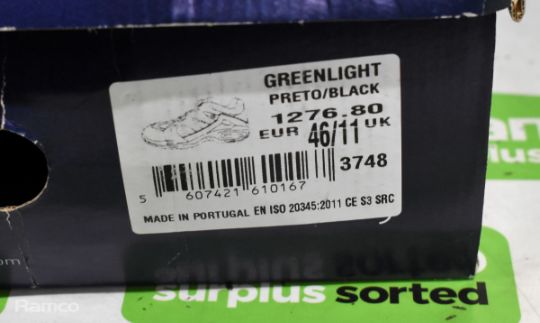 GREENLIGHT
PRETO/BLACK
1276.80
EUR 46/11 UK
3748
5 607421 610167
MADE IN PORTUGAL EN ISO 20345:2011 CE S3 SRC
surplus sorted
Ramco